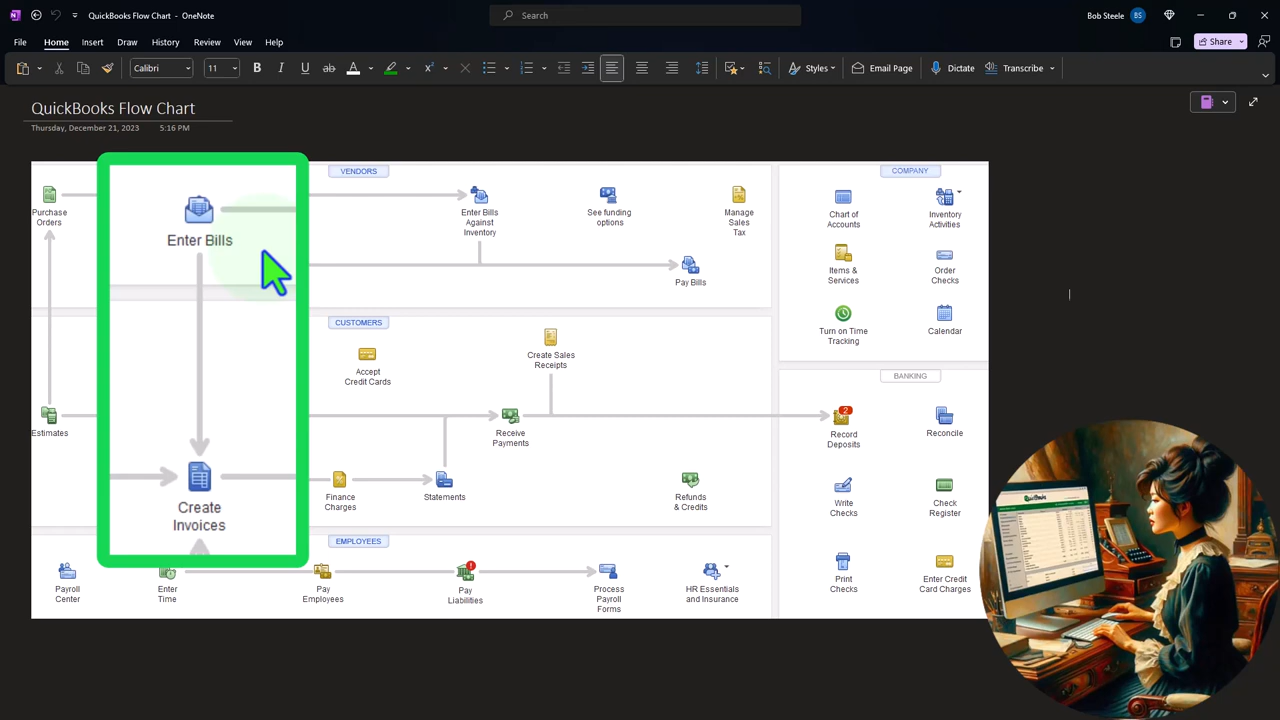 QuickBooks Flow Chart - OneNote
Search
Bob Steele BS
File Home Insert Draw History Review View Help
Share
Calibri 11 B I U ab A Styles Email Page Dictate Transcribe
QuickBooks Flow Chart
Thursday, December 21, 2023 5:16 PM
VENDORS
Purchase
Orders
Enter Bills
Enter Bills
Against
Inventory
See funding
options
Manage
Sales
Tax
Pay Bills
CUSTOMERS
Accept
Credit Cards
Create Sales
Receipts
Estimates
Create
Invoices
Receive
Payments
Finance
Charges
Statements
Refunds
& Credits
EMPLOYEES
Payroll
Center
Enter
Time
Pay
Employees
Pay
Liabilities
Process
Payroll
Forms
HR Essentials
and Insurance
COMPANY
Chart of
Accounts
Inventory
Activities
Items &
Services
Order
Checks
Turn on Time
Tracking
Calendar
BANKING
2
Record
Deposits
Reconcile
Write
Checks
Check
Register
Print
Checks
Enter Credit
Card Charges
QuickBooks